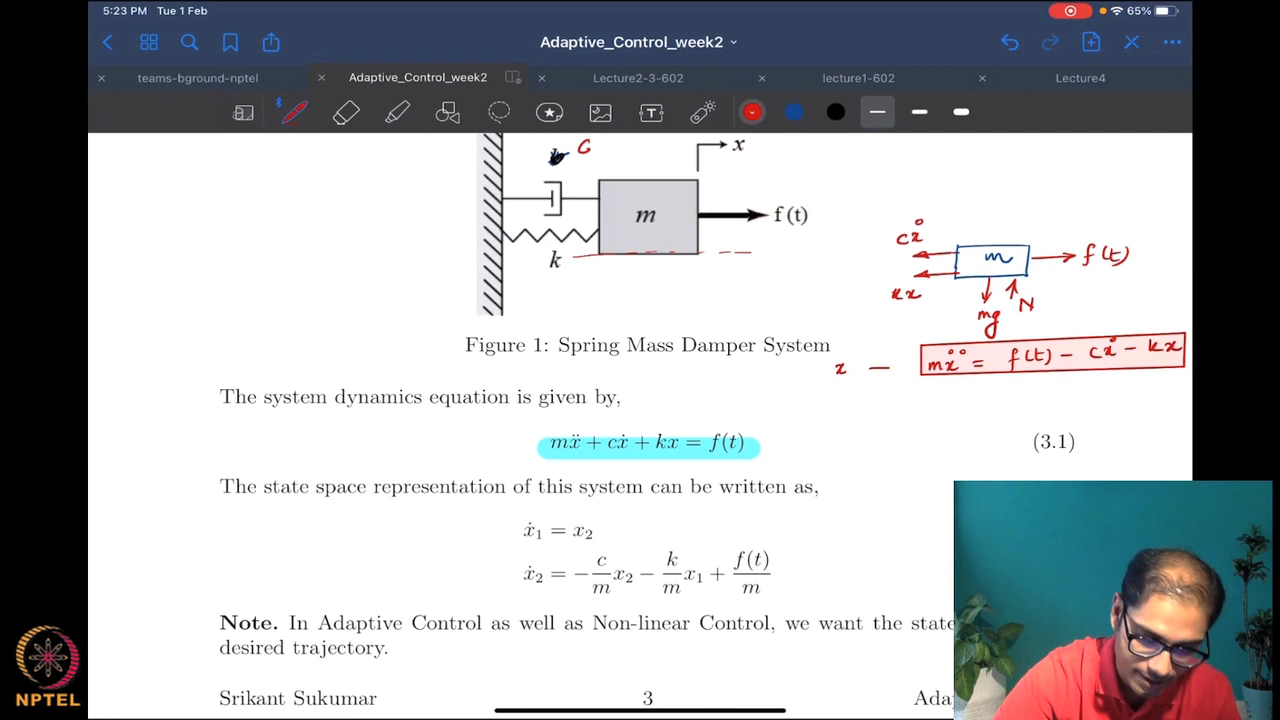 5:23 PM Tue 1 Feb
65%
Adaptive_Control_week2
teams-bground-nptel
Adaptive_Control_week2
Lecture2-3-602
lecture1-602
Lecture4
C
x
m
f (t)
k
cẋ
m
f(t)
kx
mg
N
Figure 1: Spring Mass Damper System
x — mẍ = f(t) - cẋ - kx
The system dynamics equation is given by,
mẍ + cẋ + kx = f(t) (3.1)
The state space representation of this system can be written as,
ẋ₁ = x₂
ẋ₂ = −c/m x₂ − k/m x₁ + f(t)/m
Note. In Adaptive Control as well as Non-linear Control, we want the state
desired trajectory.
Srikant Sukumar 3
NPTEL